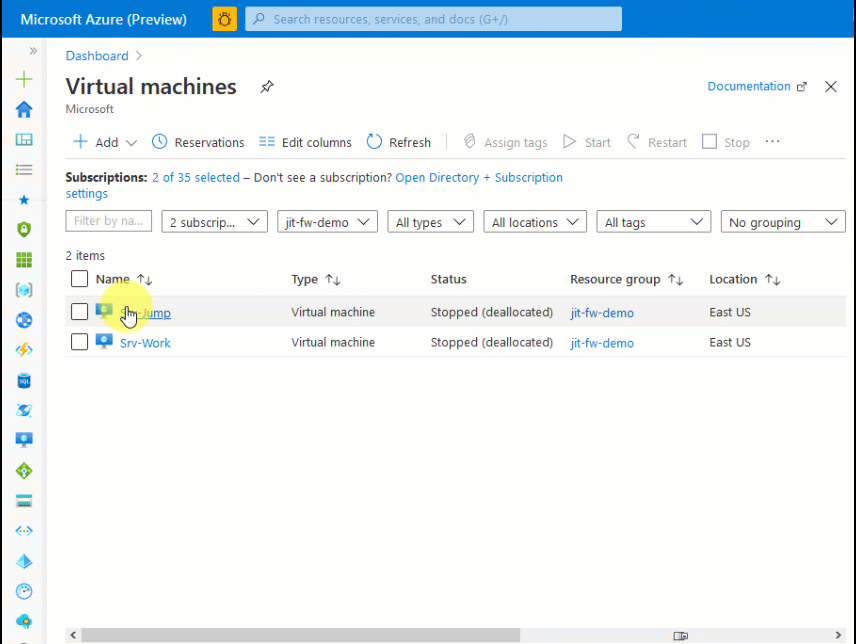 Microsoft Azure (Preview) Search resources, services, and docs (G+/)
Dashboard
Virtual machines
Documentation
Microsoft
Add Reservations Edit columns Refresh Assign tags Start Restart Stop ...
Subscriptions: 2 of 35 selected – Don't see a subscription? Open Directory + Subscription
settings
Filter by na... 2 subscrip... jit-fw-demo All types All locations All tags No grouping
2 items
Name Type Status Resource group Location
Srv-Jump Virtual machine Stopped (deallocated) jit-fw-demo East US
Srv-Work Virtual machine Stopped (deallocated) jit-fw-demo East US
SQL